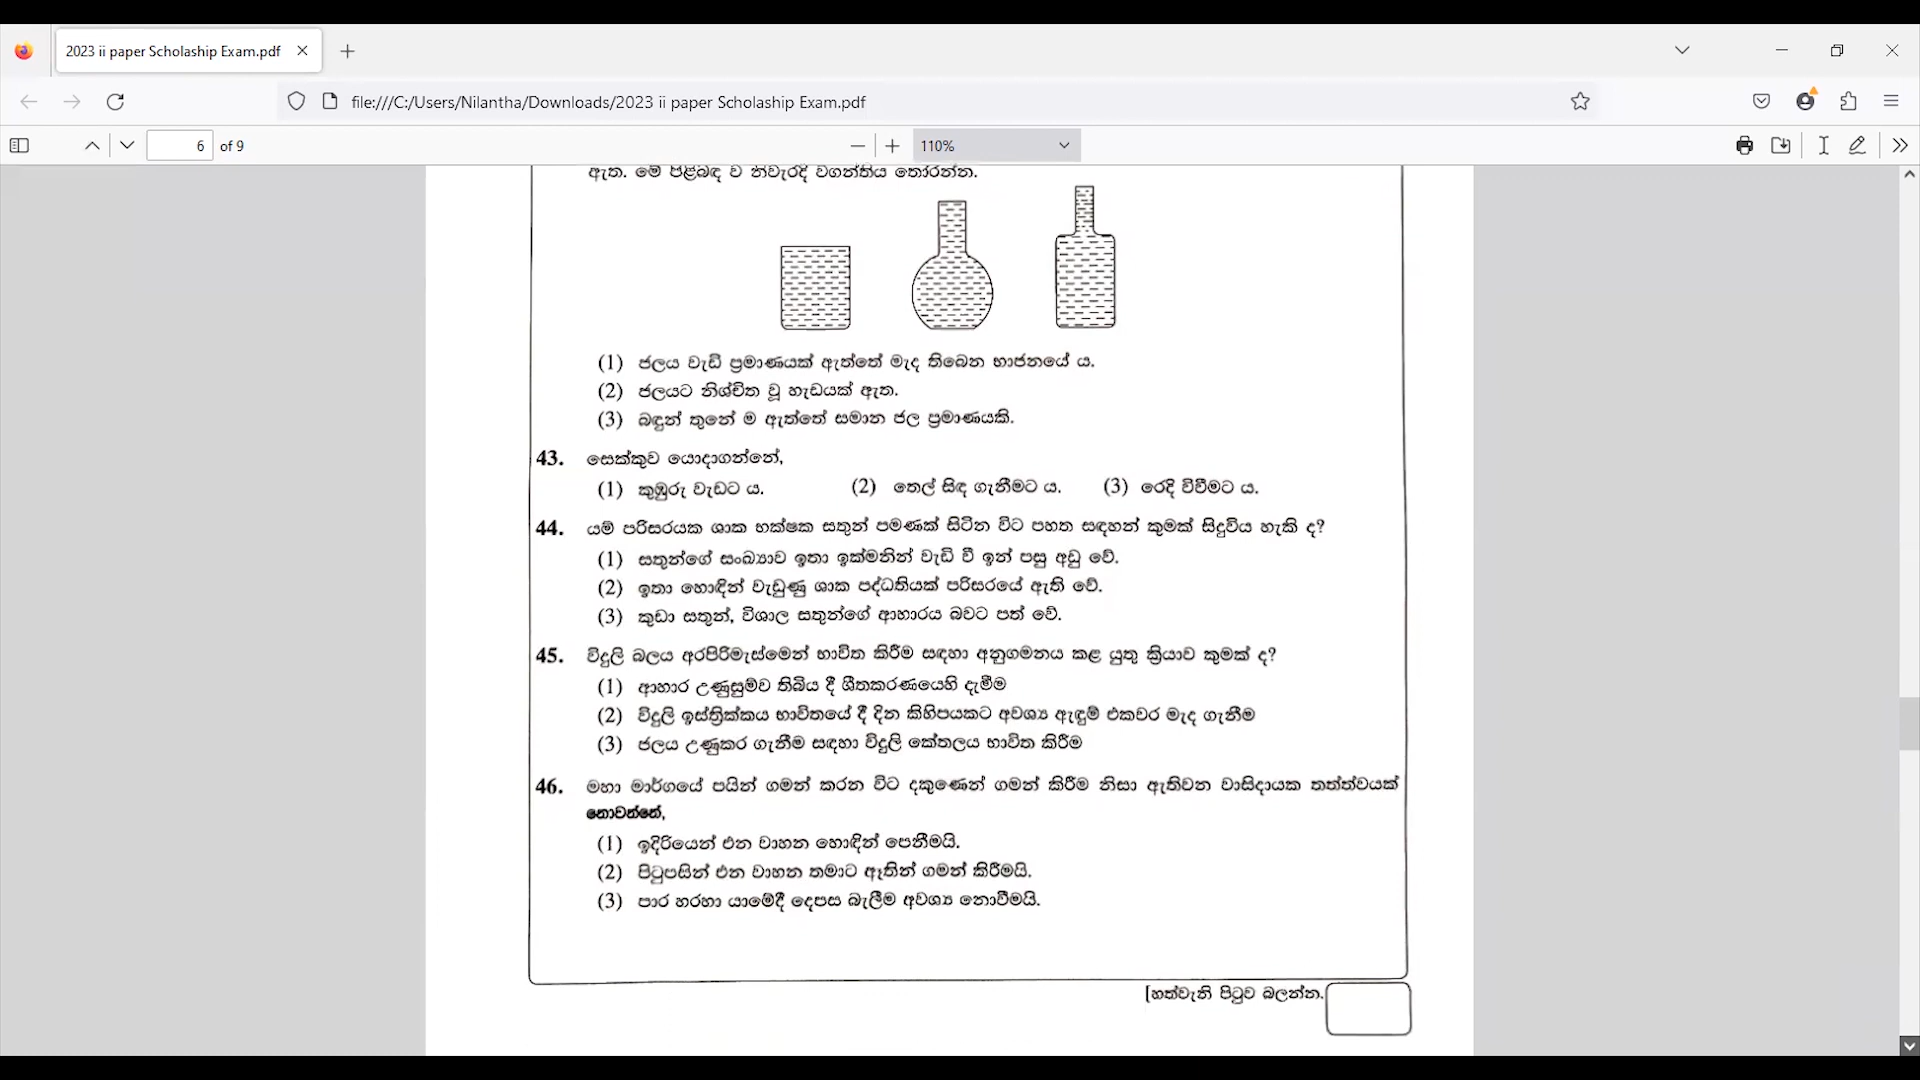 2023 ii paper Scholaship Exam.pdf
file:///C:/Users/Nilantha/Downloads/2023 ii paper Scholaship Exam.pdf
6 of 9
110%
ඇත. මේ පිළිබඳ ව නිවැරදි වගන්තිය තෝරන්න.
(1) ජලය වැඩි ප්‍රමාණයක් ඇත්තේ මැද තිබෙන භාජනයේ ය.
(2) ජලයට නිශ්චිත වූ හැඩයක් ඇත.
(3) බඳුන් තුනේ ම ඇත්තේ සමාන ජල ප්‍රමාණයකි.
43. සෙක්කුව යොදාගන්නේ,
(1) කුඹුරු වැඩට ය. (2) තෙල් සිඳ ගැනීමට ය. (3) රෙදි විවීමට ය.
44. යම් පරිසරයක ශාක භක්ෂක සතුන් පමණක් සිටින විට පහත සඳහන් කුමක් සිදුවිය හැකි ද?
(1) සතුන්ගේ සංඛ්‍යාව ඉතා ඉක්මනින් වැඩි වී ඉන් පසු අඩු වේ.
(2) ඉතා හොඳින් වැඩුණු ශාක පද්ධතියක් පරිසරයේ ඇති වේ.
(3) කුඩා සතුන්, විශාල සතුන්ගේ ආහාරය බවට පත් වේ.
45. විදුලි බලය අරපිරිමැස්මෙන් භාවිත කිරීම සඳහා අනුගමනය කළ යුතු ක්‍රියාව කුමක් ද?
(1) ආහාර උණුසුම්ව තිබිය දී ශීතකරණයෙහි දැමීම
(2) විදුලි ඉස්ත්‍රික්කය භාවිතයේ දී දින කිහිපයකට අවශ්‍ය ඇඳුම් එකවර මැද ගැනීම
(3) ජලය උණුකර ගැනීම සඳහා විදුලි කේතලය භාවිත කිරීම
46. මහා මාර්ගයේ පයින් ගමන් කරන විට දකුණෙන් ගමන් කිරීම නිසා ඇතිවන වාසිදායක තත්ත්වයක්
නොවන්නේ,
(1) ඉදිරියෙන් එන වාහන හොඳින් පෙනීමයි.
(2) පිටුපසින් එන වාහන තමාට ඈතින් ගමන් කිරීමයි.
(3) පාර හරහා යාමේදී දෙපස බැලීම අවශ්‍ය නොවීමයි.
[හත්වැනි පිටුව බලන්න.